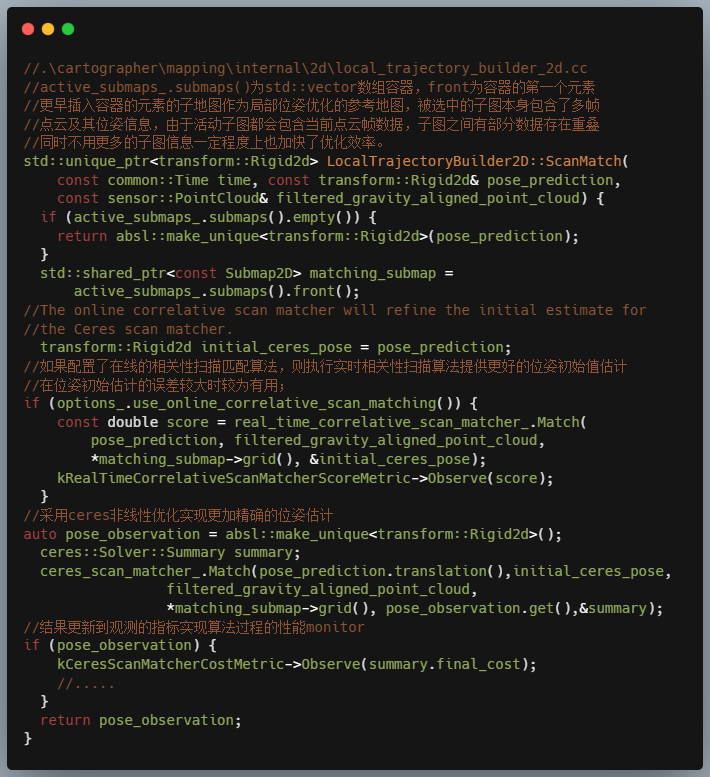 //.\cartographer\mapping\internal\2d\local_trajectory_builder_2d.cc
//active_submaps_.submaps()为std::vector数组容器，front为容器的第一个元素
//更早插入容器的元素的子地图作为局部位姿优化的参考地图，被选中的子图本身包含了多帧
//点云及其位姿信息，由于活动子图都会包含当前点云帧数据，子图之间有部分数据存在重叠
//同时不用更多的子图信息一定程度上也加快了优化效率。
std::unique_ptr<transform::Rigid2d> LocalTrajectoryBuilder2D::ScanMatch(
    const common::Time time, const transform::Rigid2d& pose_prediction,
    const sensor::PointCloud& filtered_gravity_aligned_point_cloud) {
  if (active_submaps_.submaps().empty()) {
    return absl::make_unique<transform::Rigid2d>(pose_prediction);
  }
  std::shared_ptr<const Submap2D> matching_submap =
      active_submaps_.submaps().front();
//The online correlative scan matcher will refine the initial estimate for
//the Ceres scan matcher.
  transform::Rigid2d initial_ceres_pose = pose_prediction;
//如果配置了在线的相关性扫描匹配算法，则执行实时相关性扫描算法提供更好的位姿初始值估计
//在位姿初始估计的误差较大时较为有用；
if (options_.use_online_correlative_scan_matching()) {
    const double score = real_time_correlative_scan_matcher_.Match(
        pose_prediction, filtered_gravity_aligned_point_cloud,
        *matching_submap->grid(), &initial_ceres_pose);
    kRealTimeCorrelativeScanMatcherScoreMetric->Observe(score);
  }
//采用ceres非线性优化实现更加精确的位姿估计
auto pose_observation = absl::make_unique<transform::Rigid2d>();
  ceres::Solver::Summary summary;
  ceres_scan_matcher_.Match(pose_prediction.translation(),initial_ceres_pose,
                 filtered_gravity_aligned_point_cloud,
                 *matching_submap->grid(), pose_observation.get(),&summary);
//结果更新到观测的指标实现算法过程的性能monitor
if (pose_observation) {
    kCeresScanMatcherCostMetric->Observe(summary.final_cost);
    //.....
  }
  return pose_observation;
}